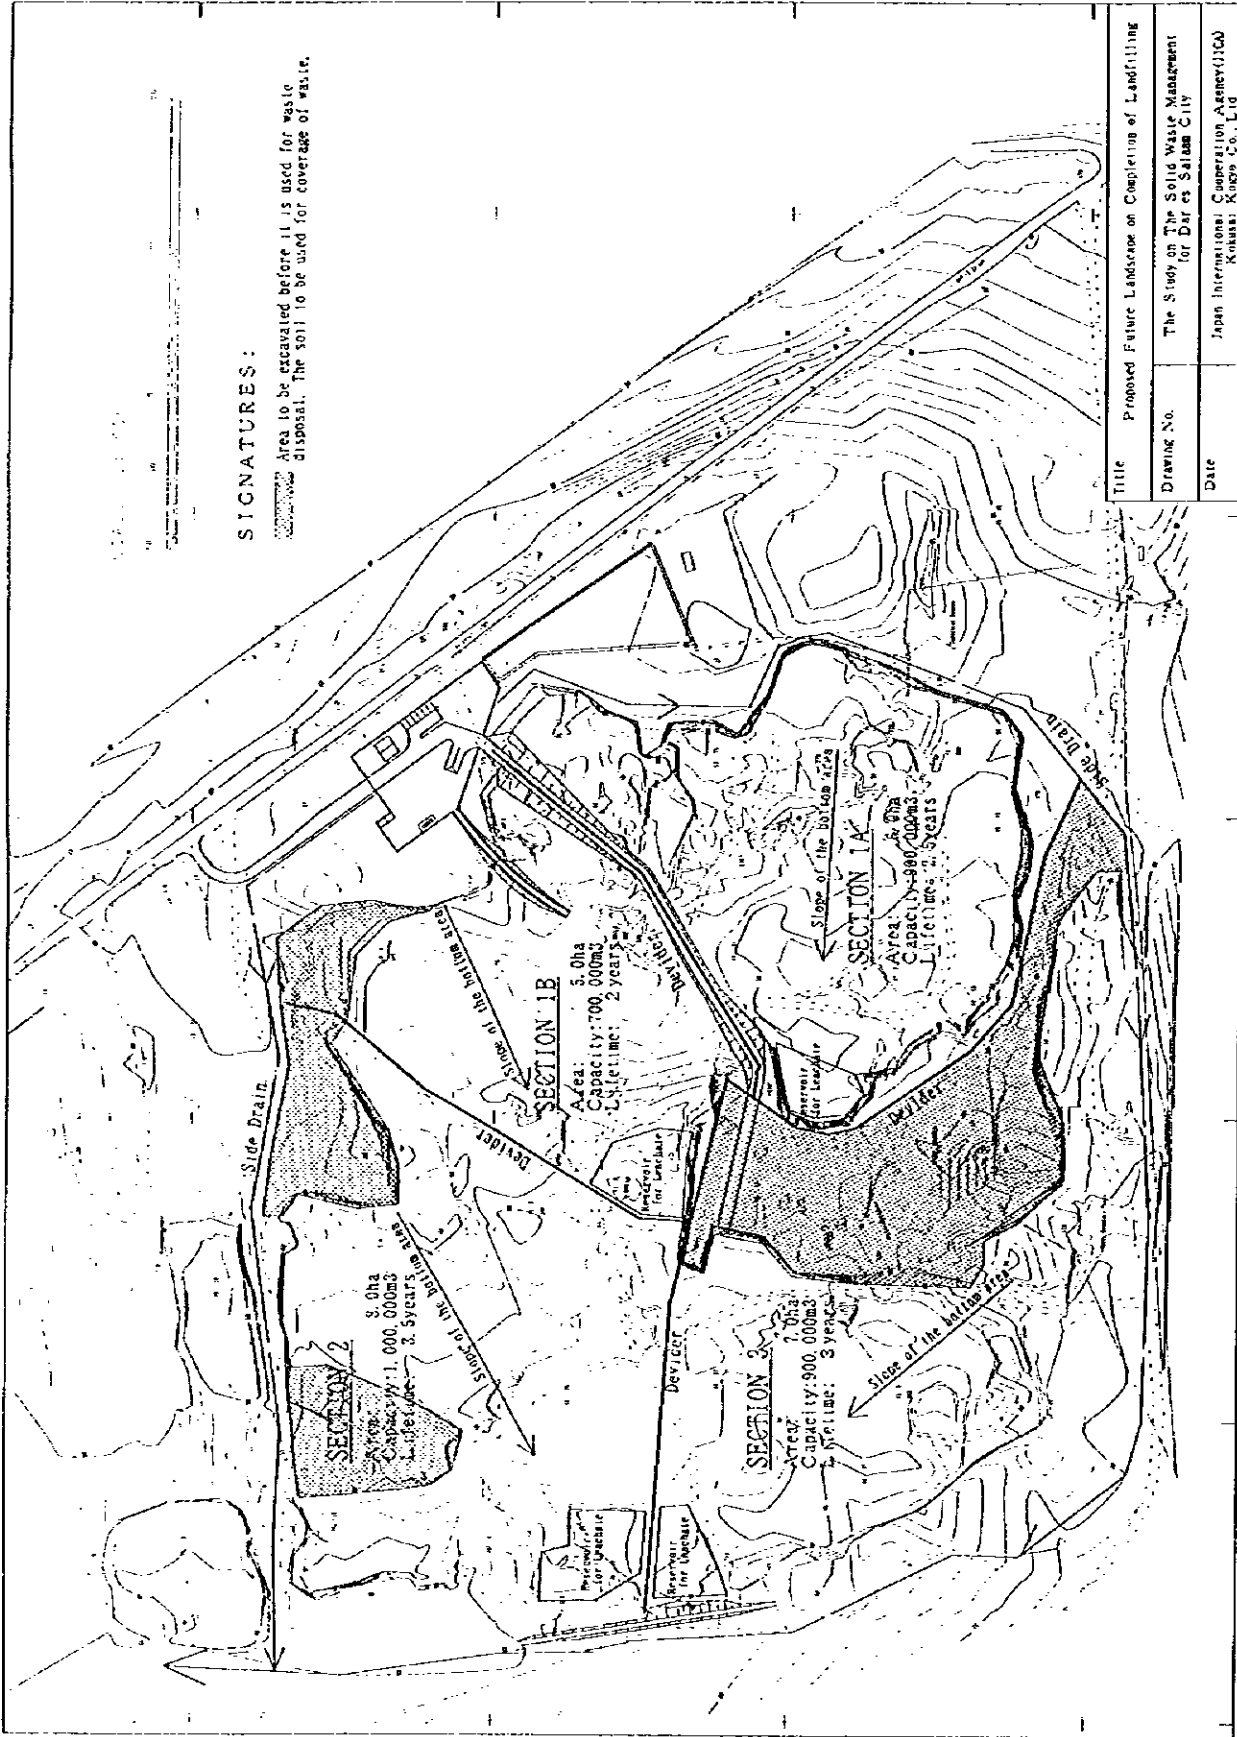 SIGNATURES:
Area to be excavated before it is used for waste
disposal. The soil to be used for coverage of waste.
Side Drain
SECTION 2
Area: 9.0ha
Capacity:1,000,000m3
Lifetime: 3.5years
Slope of the bottom area
Devider
SECTION 1B
Area: 5.0ha
Capacity:700,000m3
Lifetime: 2years
Slope of the bottom area
Devider
Reservoir
for Leachate
SECTION 1A
Area:
Capacity:900,000m3
Lifetime: 2.5years
Slope of the bottom area
Reservoir
for Leachate
Devider
Side Drain
Devider
SECTION 3
Area: 7.0ha
Capacity:900,000m3
Lifetime: 3years
Slope of the bottom area
Reservoir
for Leachate
Reservoir
for Leachate
Title
Proposed Future Landscape on Completion of Landfilling
Drawing No.
The Study on The Solid Waste Management
for Dar es Salaam City
Date
Japan International Cooperation Agency(JICA)
Kokusai Kogyo Co., Ltd